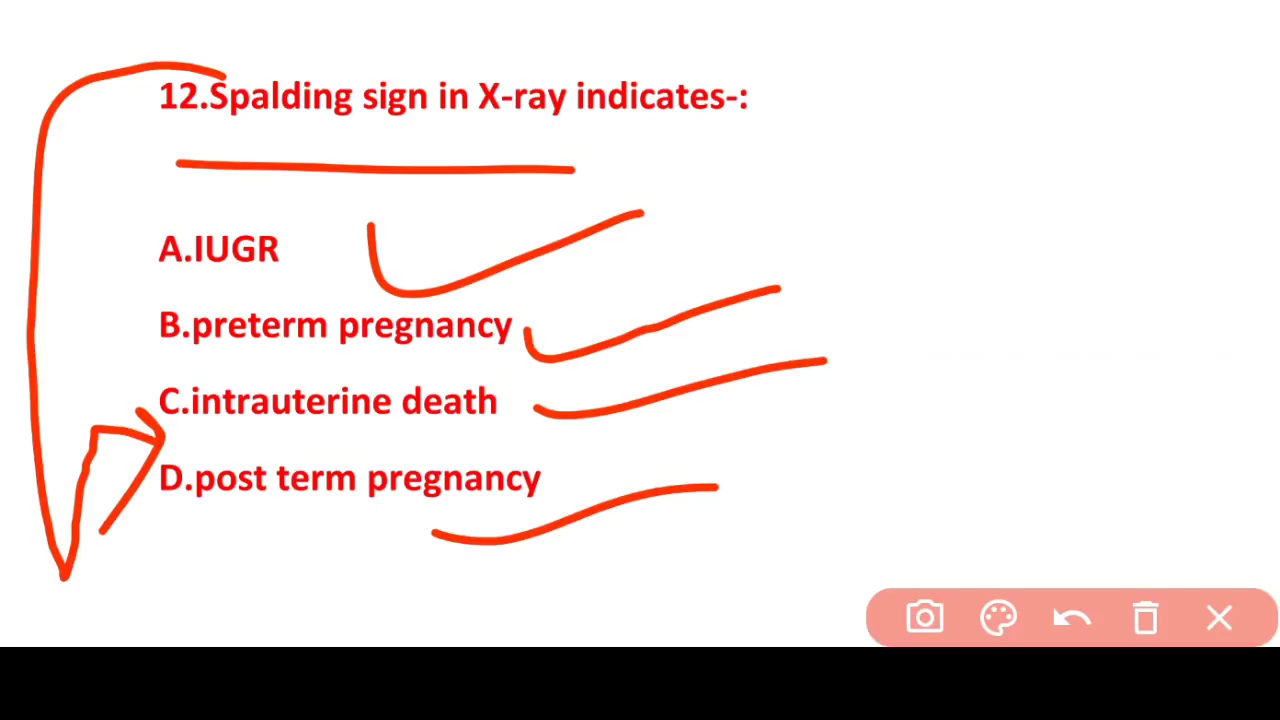 12.Spalding sign in X-ray indicates-:
A.IUGR
B.preterm pregnancy
C.intrauterine death
D.post term pregnancy